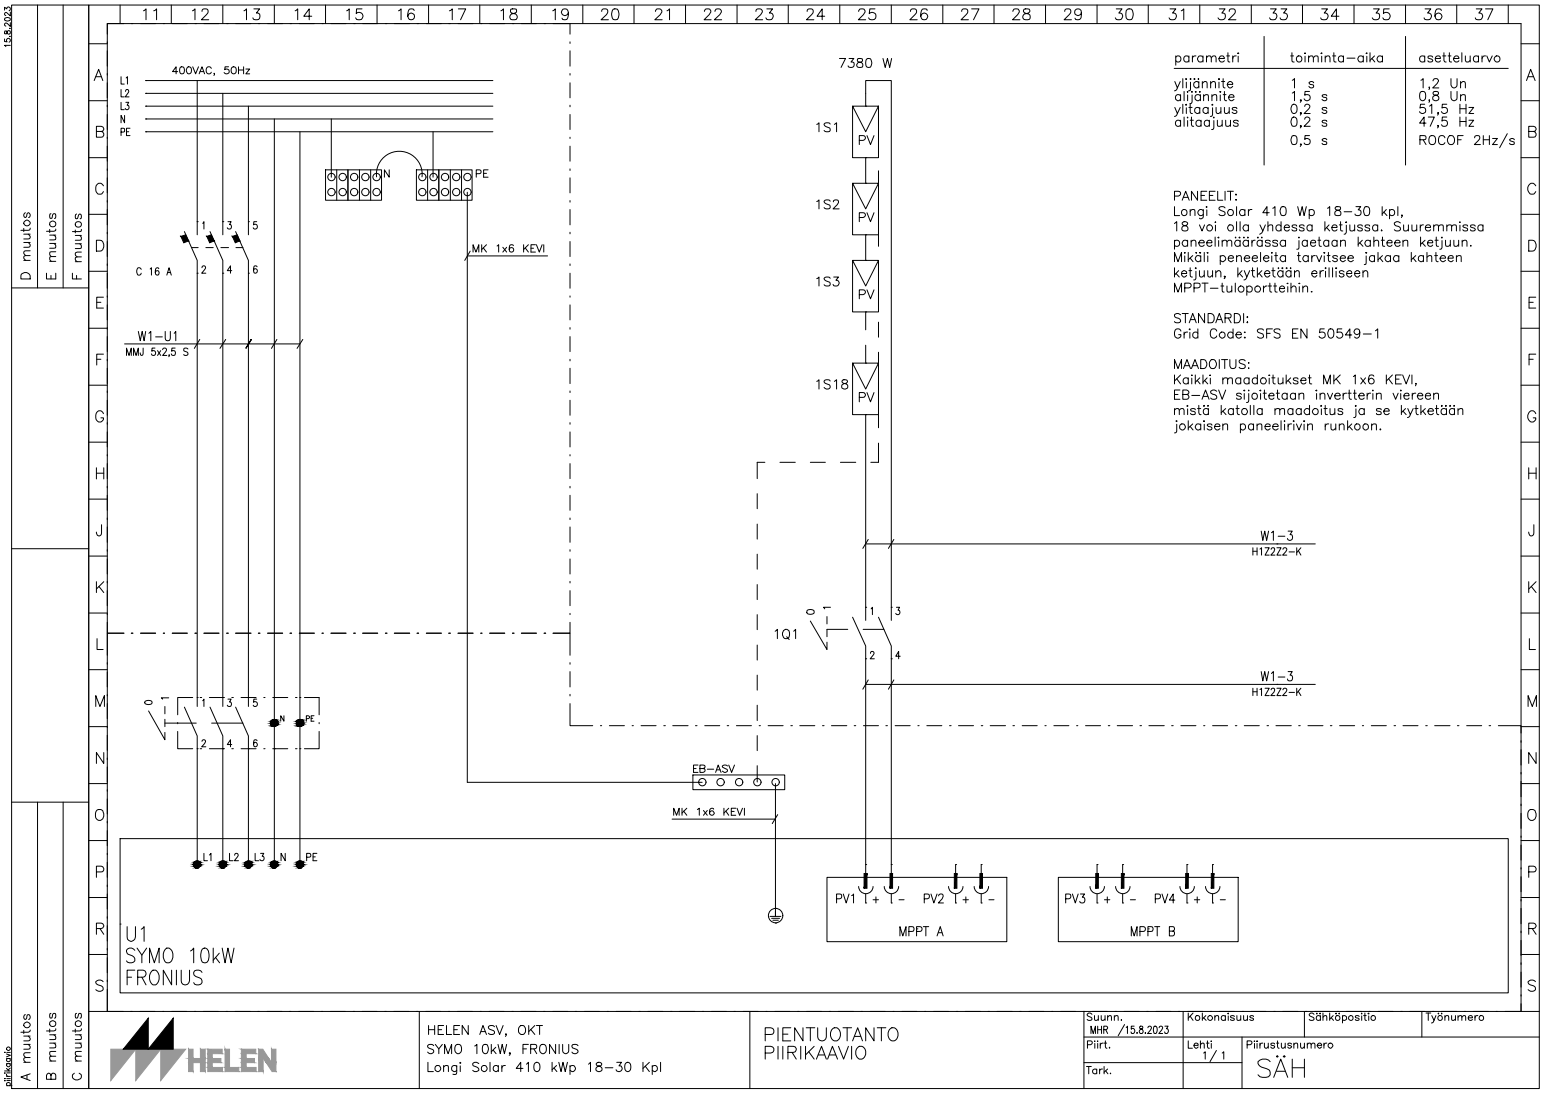 11 12 13 14 15 16 17 18 19 20 21 22 23 24 25 26 27 28 29 30 31 32 33 34 35 36 37
15.8.2023
D muutos
E muutos
F muutos
A muutos
B muutos
C muutos
piirikaavio
A A
B B
C C
D D
E E
F F
G G
H H
J J
K K
L L
M M
N N
O O
P P
R R
S S
400VAC, 50Hz
L1
L2
L3
N
PE
N
PE
1 3 5
C 16 A
2 4 6
MK 1x6 KEVI
W1-U1
MMJ 5x2,5 S
0 1
1 3 5
N PE
2 4 6
L1 L2 L3 N PE
U1
SYMO 10kW
FRONIUS
7380 W
1S1
PV
1S2
PV
1S3
PV
1S18
PV
W1-3
H1Z2Z2-K
0 1
1 3
1Q1
2 4
W1-3
H1Z2Z2-K
EB-ASV
MK 1x6 KEVI
PV1 + - PV2 + -
MPPT A
PV3 + - PV4 + -
MPPT B
parametri toiminta-aika asetteluarvo
ylijännite 1 s 1,2 Un
alijännite 1,5 s 0,8 Un
ylitaajuus 0,2 s 51,5 Hz
alitaajuus 0,2 s 47,5 Hz
0,5 s ROCOF 2Hz/s
PANEELIT:
Longi Solar 410 Wp 18-30 kpl,
18 voi olla yhdessa ketjussa. Suuremmissa
paneelimäärässa jaetaan kahteen ketjuun.
Mikäli peneeleita tarvitsee jakaa kahteen
ketjuun, kytketään erilliseen
MPPT-tuloportteihin.
STANDARDI:
Grid Code: SFS EN 50549-1
MAADOITUS:
Kaikki maadoitukset MK 1x6 KEVI,
EB-ASV sijoitetaan invertterin viereen
mistä katolla maadoitus ja se kytketään
jokaisen paneelirivin runkoon.
HELEN
HELEN ASV, OKT
SYMO 10kW, FRONIUS
Longi Solar 410 kWp 18-30 Kpl
PIENTUOTANTO
PIIRIKAAVIO
Suunn.
MHR /15.8.2023
Piirt.
Tark.
Kokonaisuus
Sähköpositio
Työnumero
Lehti
1/1
Piirustusnumero
SÄH